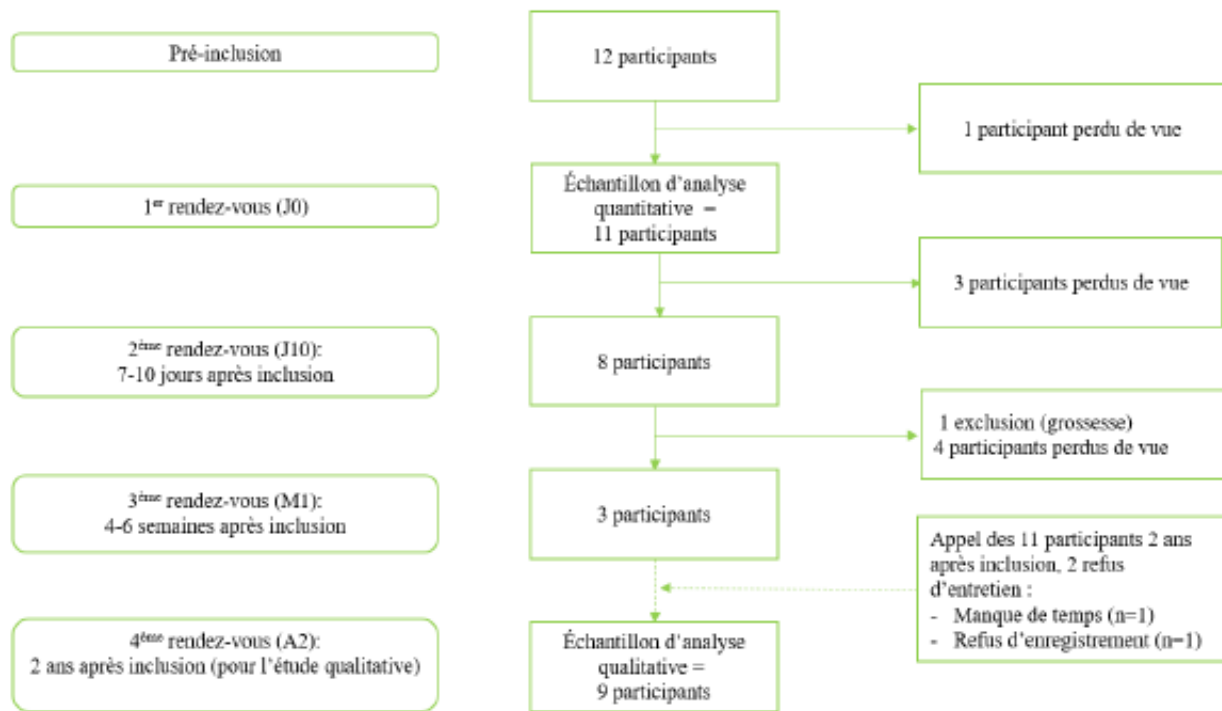 Pré-inclusion
12 participants
1 participant perdu de vue
1er rendez-vous (J0)
Échantillon d'analyse
quantitative =
11 participants
3 participants perdus de vue
2ème rendez-vous (J10):
7-10 jours après inclusion
8 participants
1 exclusion (grossesse)
4 participants perdus de vue
3ème rendez-vous (M1):
4-6 semaines après inclusion
3 participants
Appel des 11 participants 2 ans
après inclusion, 2 refus
d'entretien :
- Manque de temps (n=1)
- Refus d'enregistrement (n=1)
4ème rendez-vous (A2):
2 ans après inclusion (pour l'étude qualitative)
Échantillon d'analyse
qualitative =
9 participants